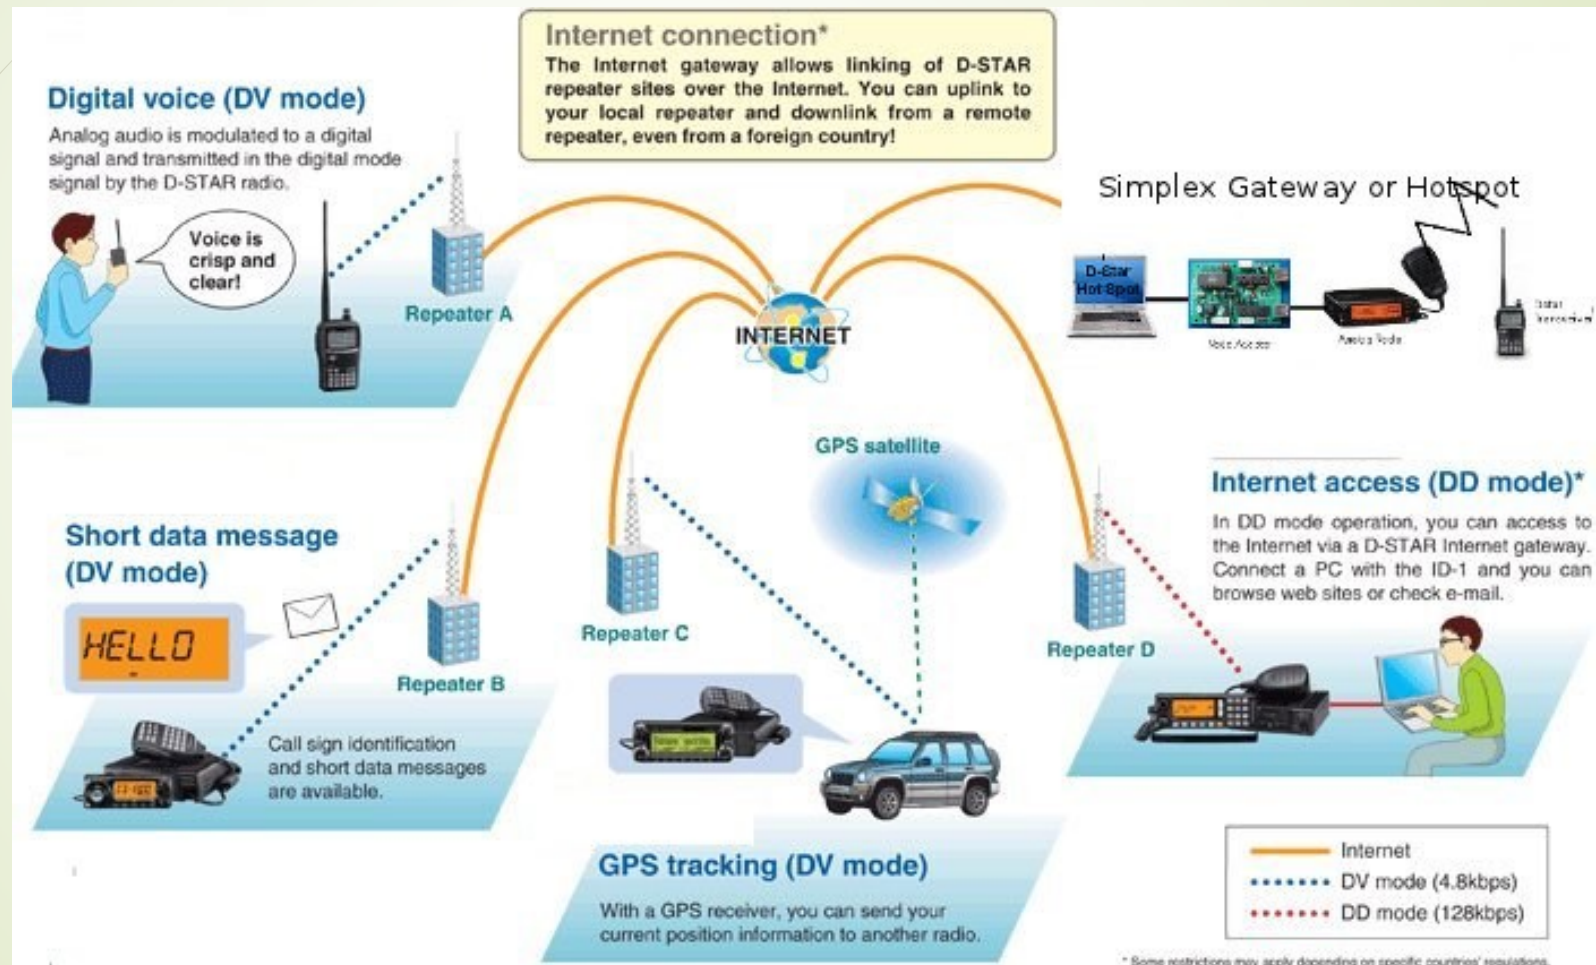 Internet connection*
The Internet gateway allows linking of D-STAR
repeater sites over the Internet. You can uplink to
your local repeater and downlink from a remote
repeater, even from a foreign country!
Digital voice (DV mode)
Analog audio is modulated to a digital
signal and transmitted in the digital mode
signal by the D-STAR radio.
Voice is
crisp and
clear!
Repeater A
INTERNET
Simplex Gateway or Hotspot
D-Star
Hot Spot
Analog Radio
GPS satellite
Short data message
(DV mode)
HELLO
Repeater B
Call sign identification
and short data messages
are available.
Repeater C
GPS tracking (DV mode)
With a GPS receiver, you can send your
current position information to another radio.
Repeater D
Internet access (DD mode)*
In DD mode operation, you can access to
the Internet via a D-STAR Internet gateway.
Connect a PC with the ID-1 and you can
browse web sites or check e-mail.
Internet
DV mode (4.8kbps)
DD mode (128kbps)
* Some restrictions may apply depending on specific countries' regulations.